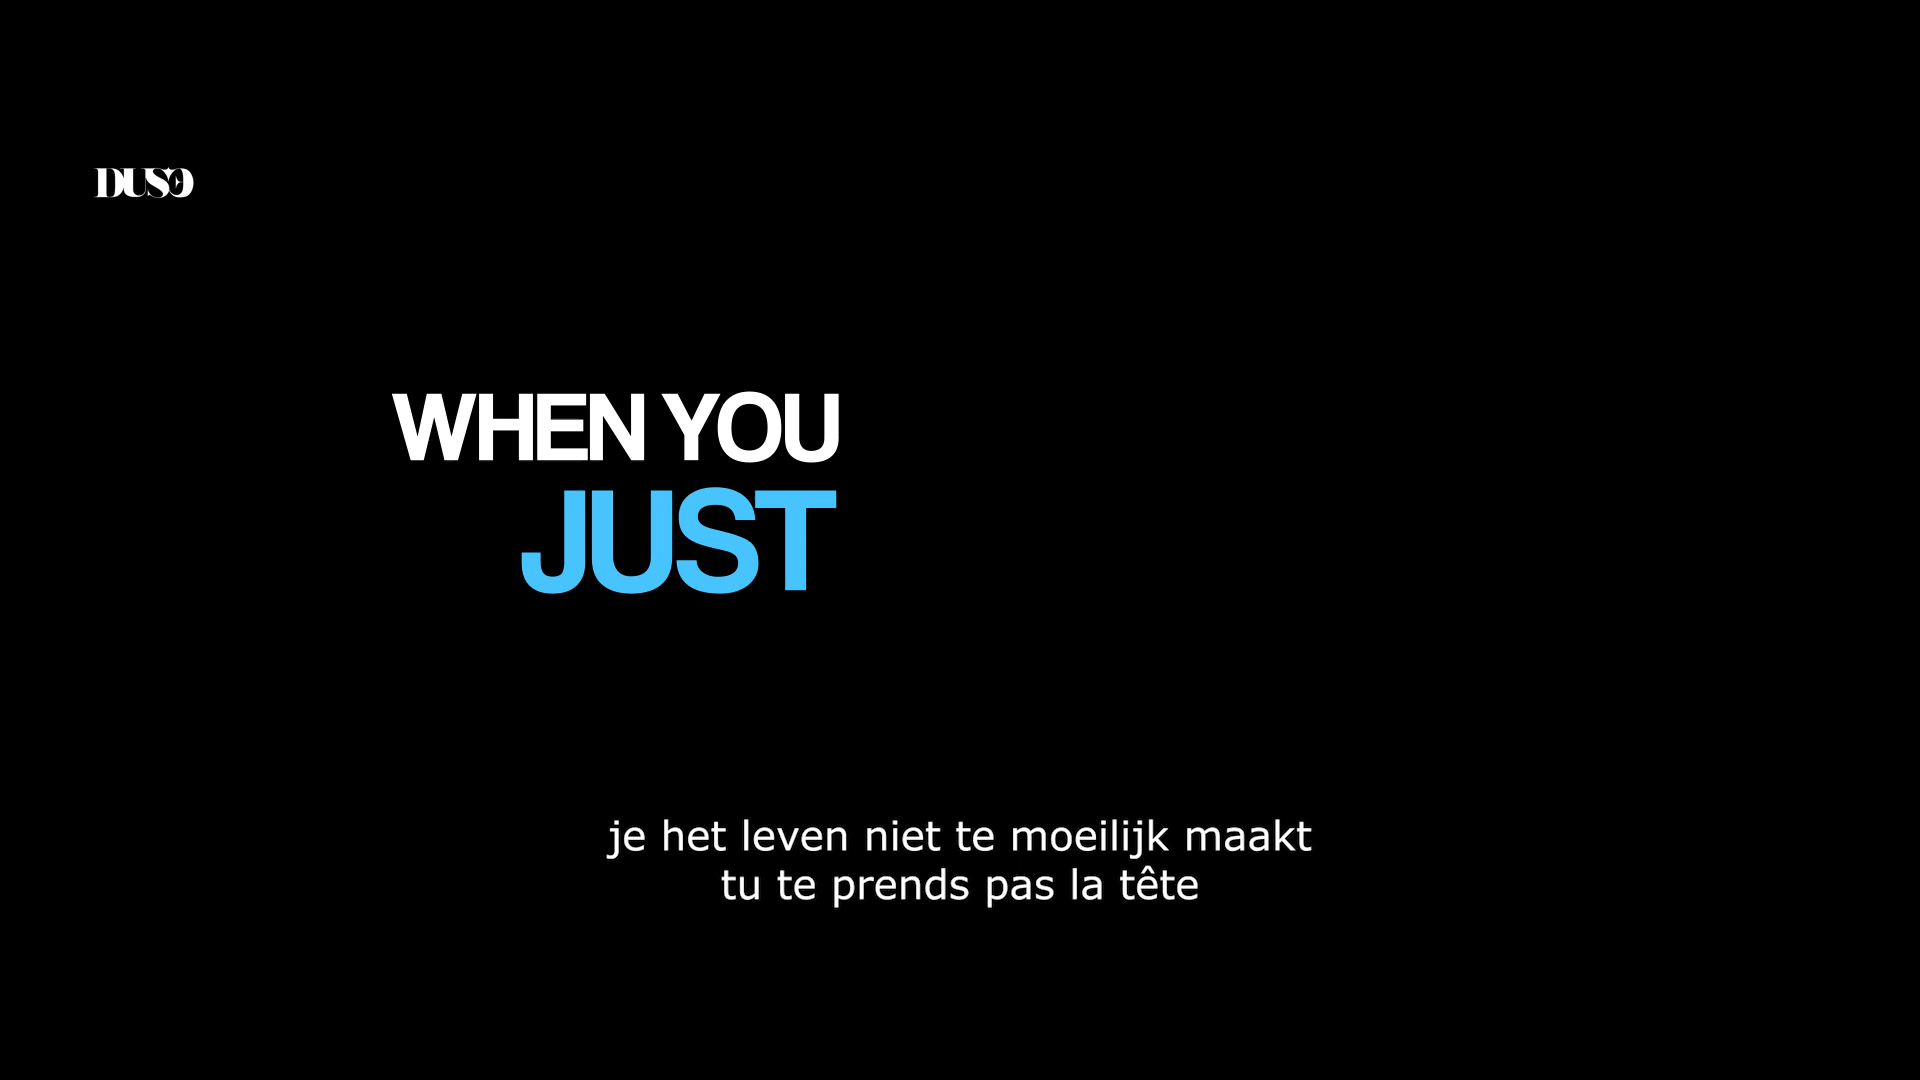 DUSO
WHEN YOU
JUST
je het leven niet te moeilijk maakt
tu te prends pas la tête